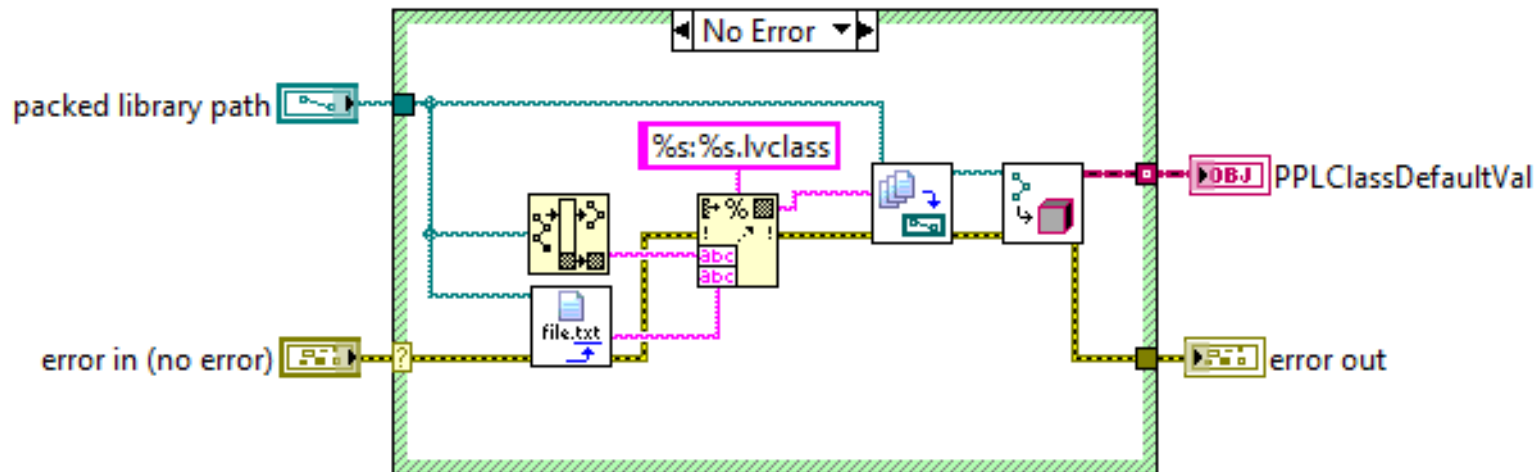 No Error
packed library path
%s:%s.lvclass
OBJ
PPLClassDefaultVal
%
! !
abc
abc
file.txt
error in (no error)
?
error out